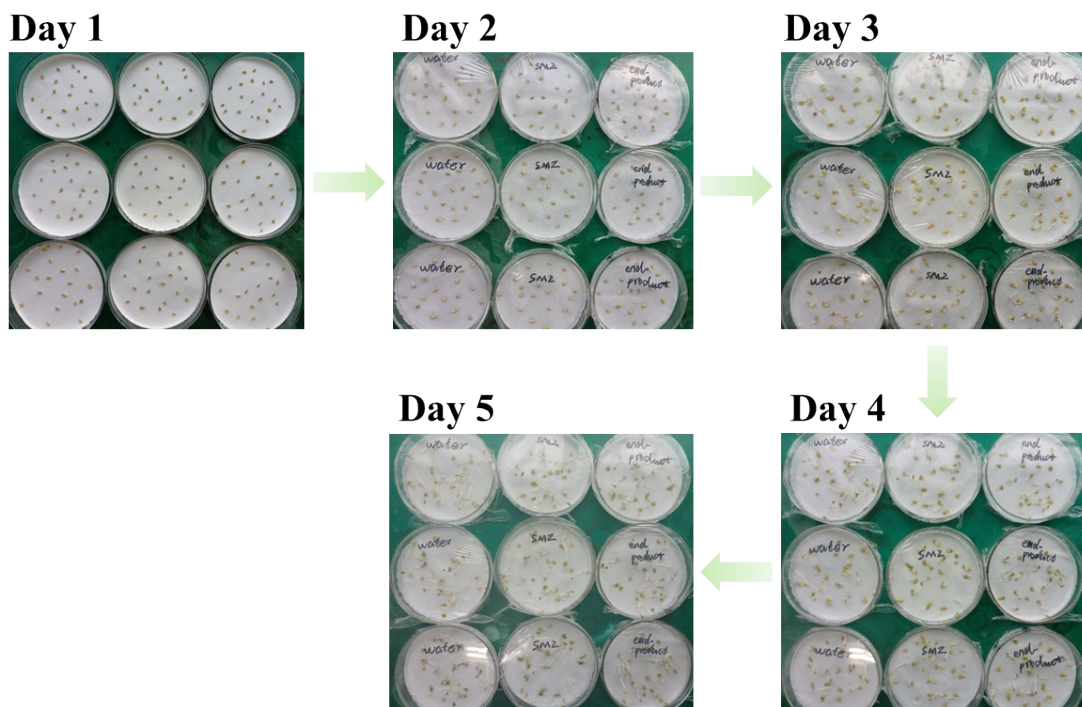 Day 1
Day 2
Day 3
water
SMZ
end-
product
water
SMZ
end
product
water
SMZ
end
product
water
SMZ
end
product
water
SMZ
end-
product
water
SMZ
end-
product
Day 5
Day 4
water
SMZ
end-
product
water
SMZ
end
product
water
SMZ
end
product
water
SMZ
end-
product
water
SMZ
end-
product
water
SMZ
end-
product